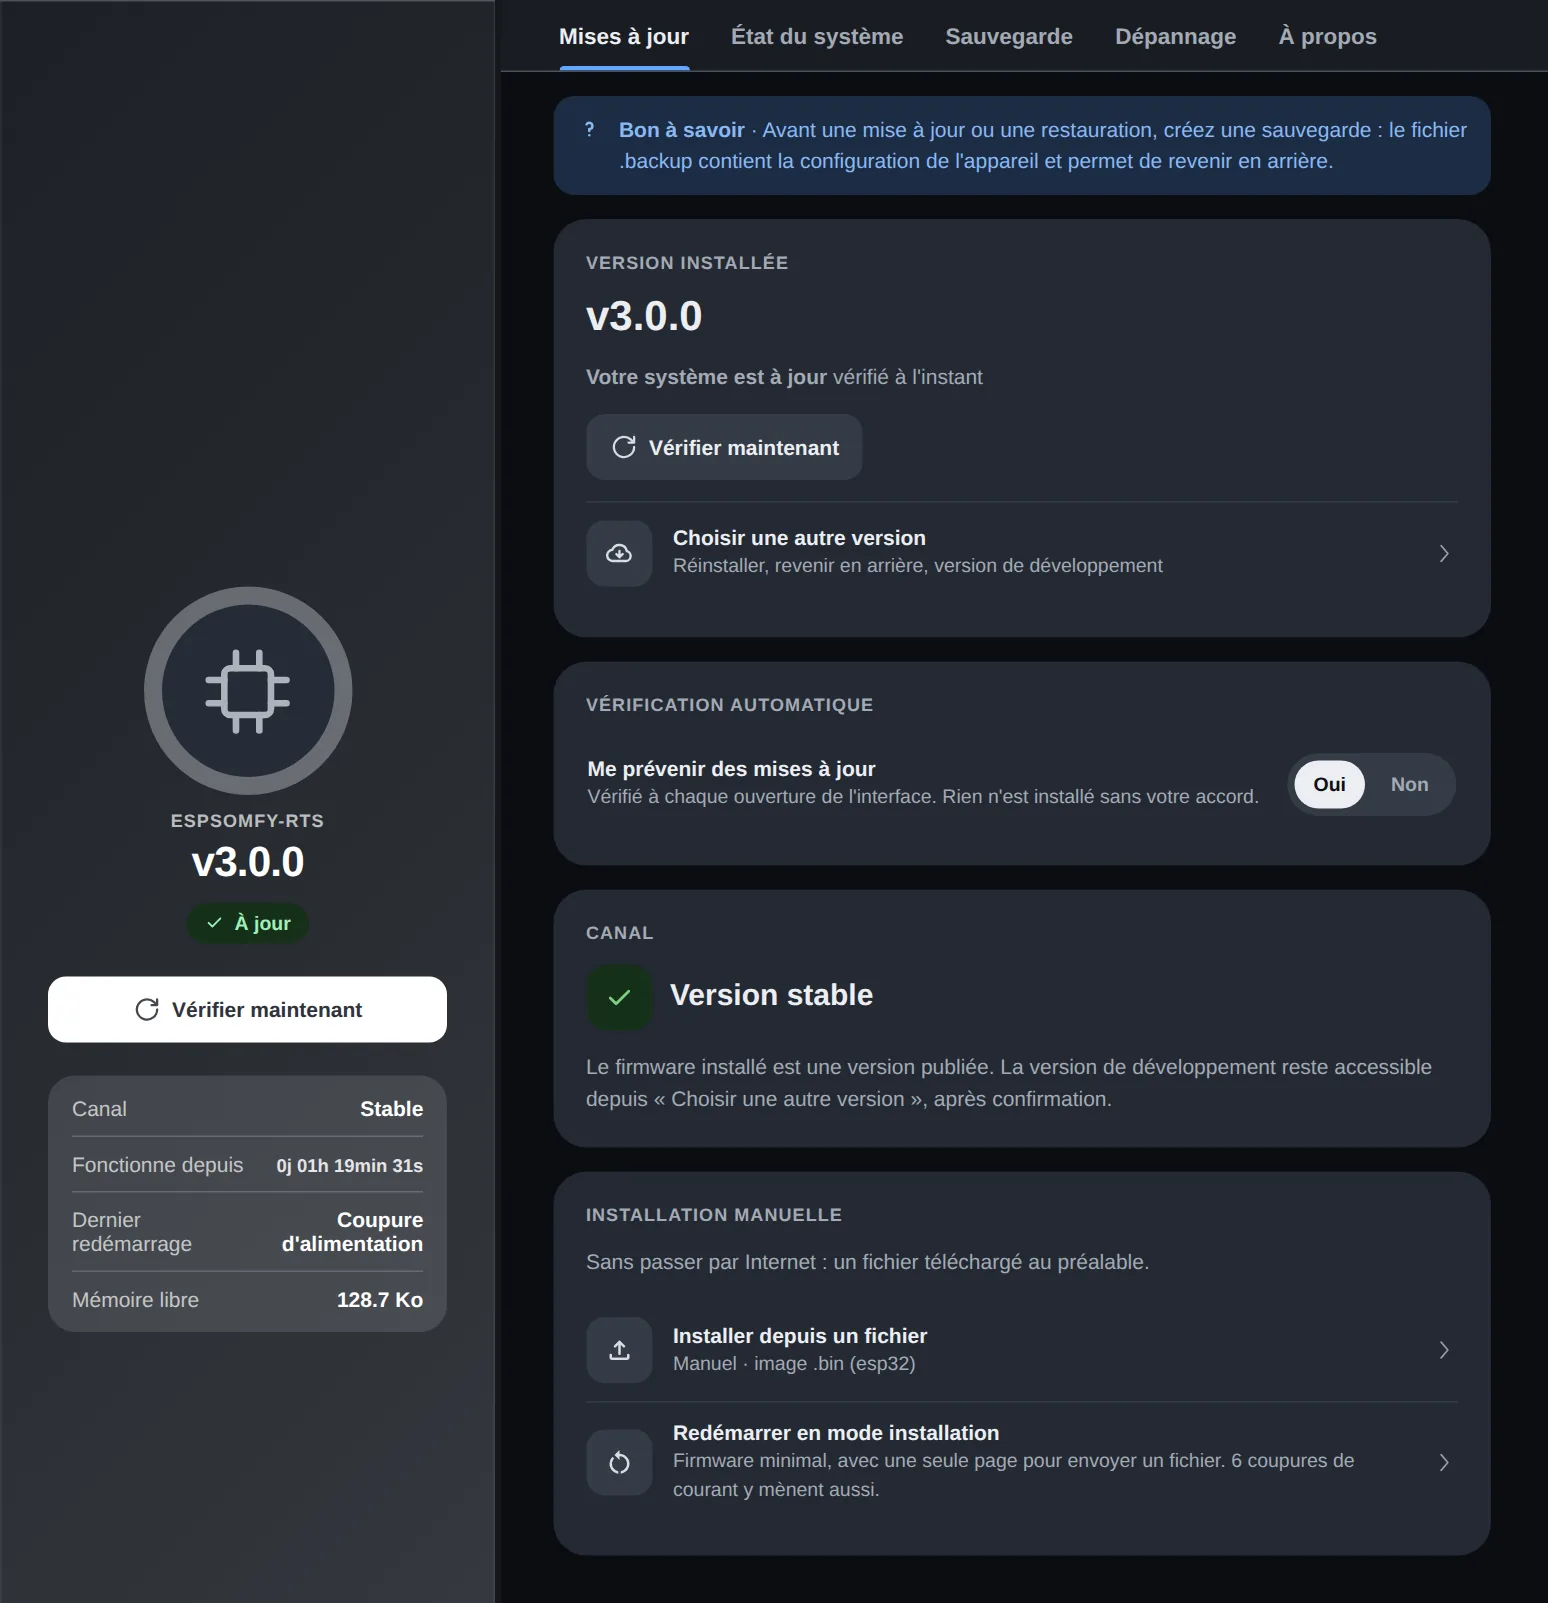 ESPSOMFY-RTS
v3.0.0
À jour
Vérifier maintenant
Canal Stable
Fonctionne depuis 0j 01h 19min 31s
Dernier redémarrage Coupure d'alimentation
Mémoire libre 128.7 Ko
Mises à jour État du système Sauvegarde Dépannage À propos
? Bon à savoir · Avant une mise à jour ou une restauration, créez une sauvegarde : le fichier
.backup contient la configuration de l'appareil et permet de revenir en arrière.
VERSION INSTALLÉE
v3.0.0
Votre système est à jour vérifié à l'instant
Vérifier maintenant
Choisir une autre version
Réinstaller, revenir en arrière, version de développement
VÉRIFICATION AUTOMATIQUE
Me prévenir des mises à jour
Vérifié à chaque ouverture de l'interface. Rien n'est installé sans votre accord.
Oui Non
CANAL
Version stable
Le firmware installé est une version publiée. La version de développement reste accessible
depuis « Choisir une autre version », après confirmation.
INSTALLATION MANUELLE
Sans passer par Internet : un fichier téléchargé au préalable.
Installer depuis un fichier
Manuel · image .bin (esp32)
Redémarrer en mode installation
Firmware minimal, avec une seule page pour envoyer un fichier. 6 coupures de
courant y mènent aussi.